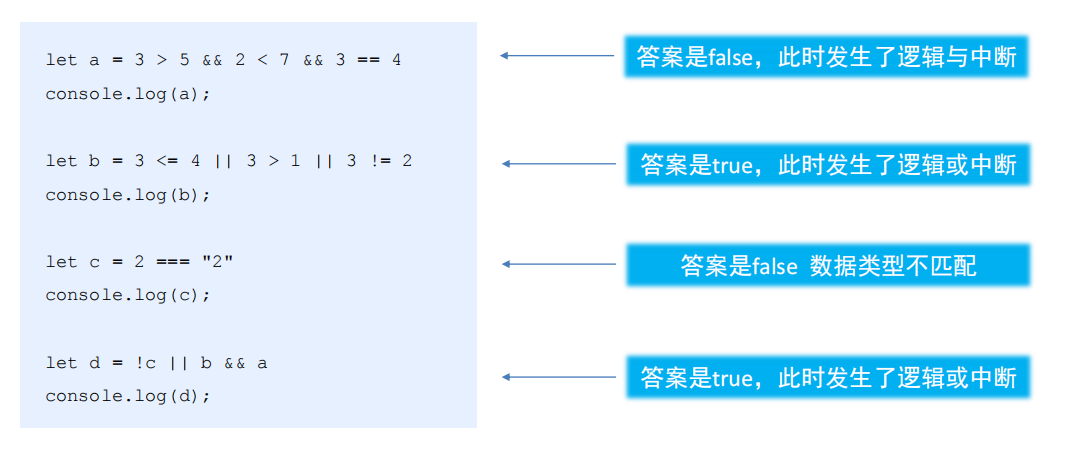 let a = 3 > 5 && 2 < 7 && 3 == 4
console.log(a);
答案是false，此时发生了逻辑与中断
let b = 3 <= 4 || 3 > 1 || 3 != 2
console.log(b);
答案是true，此时发生了逻辑或中断
let c = 2 === "2"
console.log(c);
答案是false 数据类型不匹配
let d = !c || b && a
console.log(d);
答案是true，此时发生了逻辑或中断